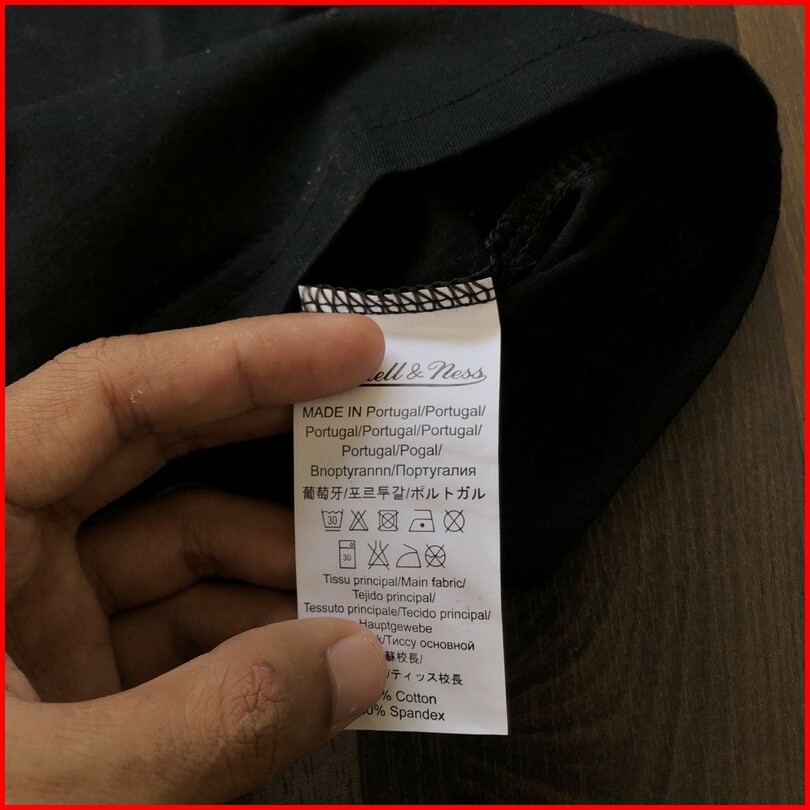 & Ness
MADE IN Portugal/Portugal/
Portugal/Portugal/Portugal/
Portugal/Pogal/
Bnoptyrannn/Португалия
葡萄牙/포르투갈/ポルトガル
30
30
Tissu principal/Main fabric/
Tejido principal/
Tessuto principale/Tecido principal/
Hauptgewebe
/Тиссу основной
校長/
/ティッス校長
% Cotton
% Spandex